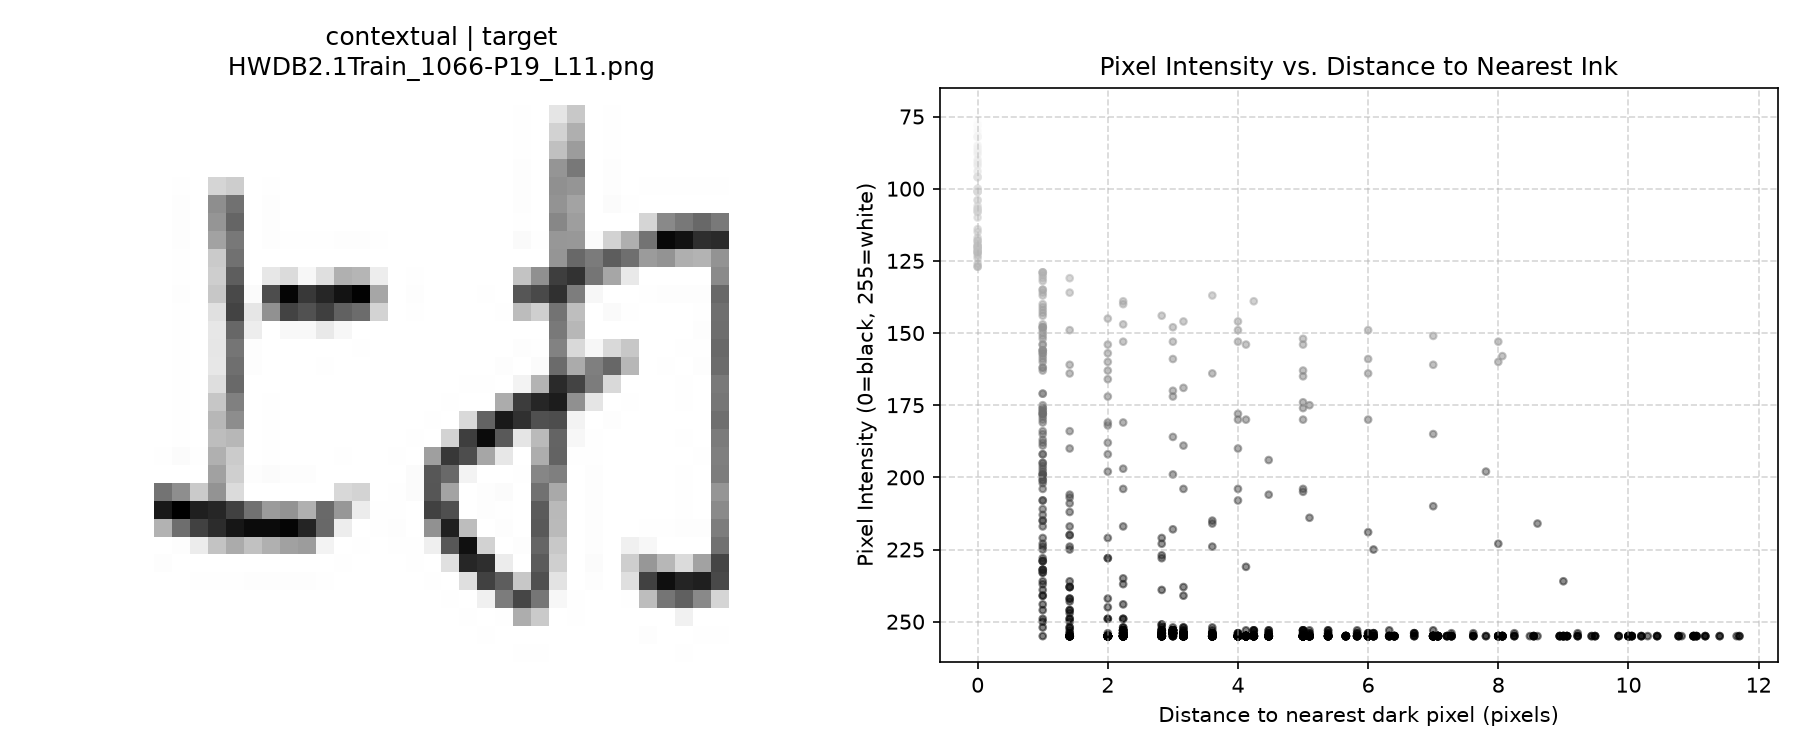 contextual | target
HWDB2.1Train_1066-P19_L11.png
上
Pixel Intensity vs. Distance to Nearest Ink
Pixel Intensity (0=black, 255=white)
75
100
125
150
175
200
225
250
0 2 4 6 8 10 12
Distance to nearest dark pixel (pixels)